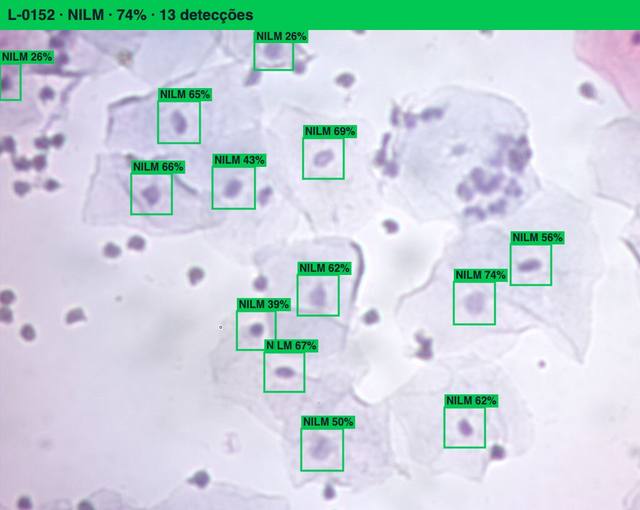 L-0152 · NILM · 74% · 13 detecções
NILM 26%
NILM 26%
NILM 65%
NILM 69%
NILM 43%
NILM 66%
NILM 56%
NILM 62%
NILM 74%
NILM 39%
N LM 67%
NILM 62%
NILM 50%